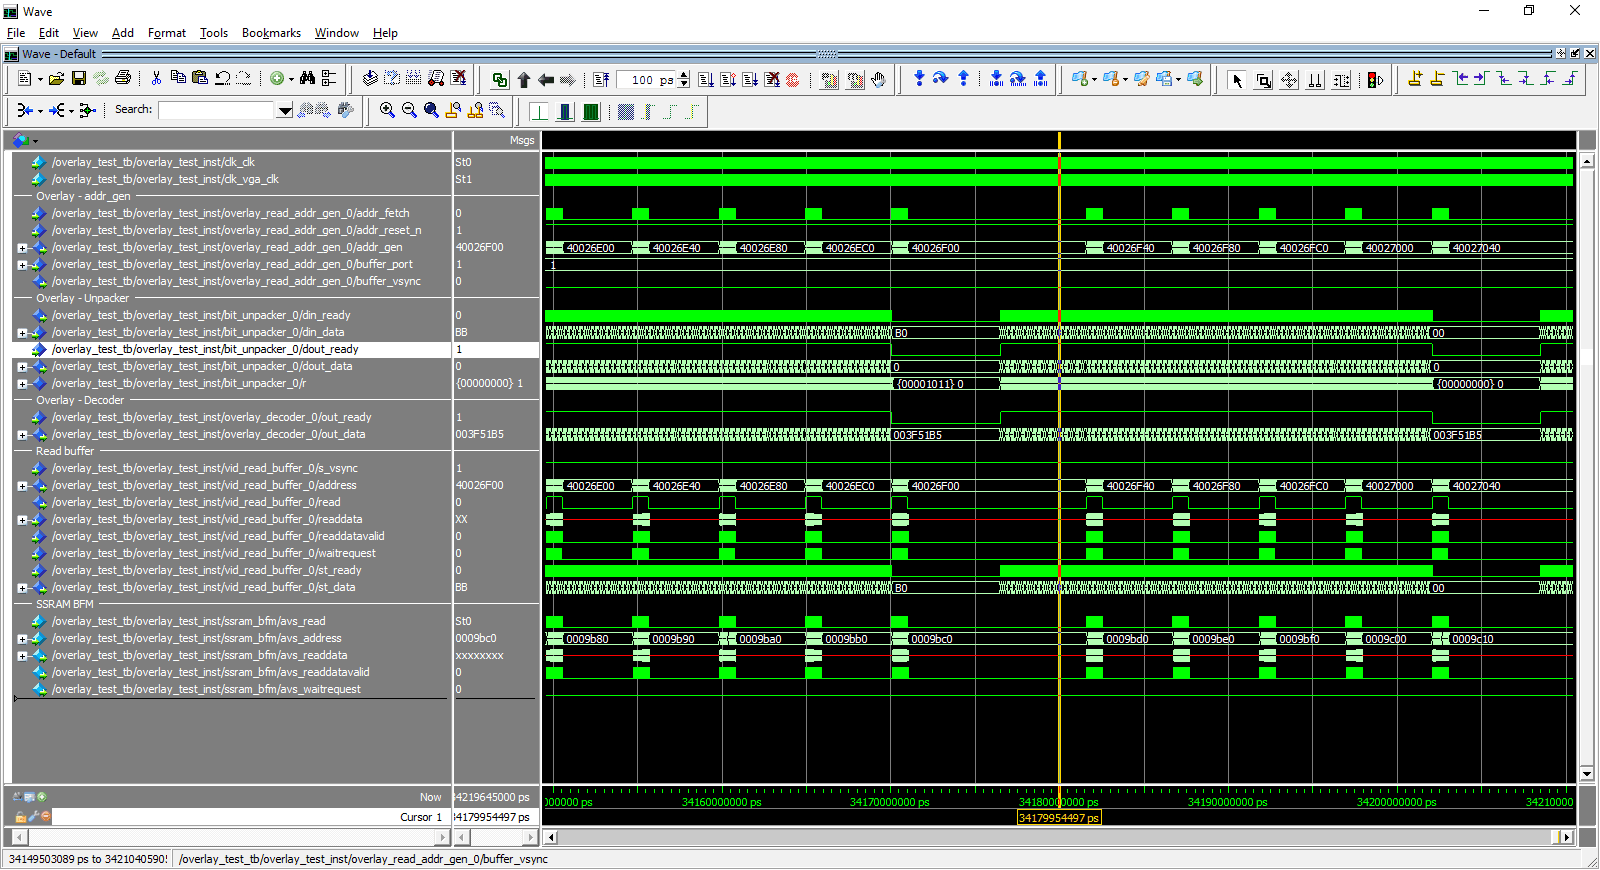 Wave
File Edit View Add Format Tools Bookmarks Window Help
Wave - Default
100 ps
Search:
Msgs
/overlay_test_tb/overlay_test_inst/clk_clk St0
/overlay_test_tb/overlay_test_inst/clk_vga_clk St1
Overlay - addr_gen
/overlay_test_tb/overlay_test_inst/overlay_read_addr_gen_0/addr_fetch 0
/overlay_test_tb/overlay_test_inst/overlay_read_addr_gen_0/addr_reset_n 1
/overlay_test_tb/overlay_test_inst/overlay_read_addr_gen_0/addr_gen 40026F00 40026E00 40026E40 40026E80 40026EC0 40026F00 40026F40 40026F80 40026FC0 40027000 40027040
/overlay_test_tb/overlay_test_inst/overlay_read_addr_gen_0/buffer_port 1 1
/overlay_test_tb/overlay_test_inst/overlay_read_addr_gen_0/buffer_vsync 0
Overlay - Unpacker
/overlay_test_tb/overlay_test_inst/bit_unpacker_0/din_ready 0
/overlay_test_tb/overlay_test_inst/bit_unpacker_0/din_data BB B0 00
/overlay_test_tb/overlay_test_inst/bit_unpacker_0/dout_ready 1
/overlay_test_tb/overlay_test_inst/bit_unpacker_0/dout_data 0 0 0
/overlay_test_tb/overlay_test_inst/bit_unpacker_0/r {00000000} 1 {00001011} 0 {00000000} 0
Overlay - Decoder
/overlay_test_tb/overlay_test_inst/overlay_decoder_0/out_ready 1
/overlay_test_tb/overlay_test_inst/overlay_decoder_0/out_data 003F51B5 003F51B5 003F51B5
Read buffer
/overlay_test_tb/overlay_test_inst/vid_read_buffer_0/s_vsync 1
/overlay_test_tb/overlay_test_inst/vid_read_buffer_0/address 40026F00 40026E00 40026E40 40026E80 40026EC0 40026F00 40026F40 40026F80 40026FC0 40027000 40027040
/overlay_test_tb/overlay_test_inst/vid_read_buffer_0/read 0
/overlay_test_tb/overlay_test_inst/vid_read_buffer_0/readdata XX
/overlay_test_tb/overlay_test_inst/vid_read_buffer_0/readdatavalid 0
/overlay_test_tb/overlay_test_inst/vid_read_buffer_0/waitrequest 0
/overlay_test_tb/overlay_test_inst/vid_read_buffer_0/st_ready 0
/overlay_test_tb/overlay_test_inst/vid_read_buffer_0/st_data BB B0 00
SSRAM BFM
/overlay_test_tb/overlay_test_inst/ssram_bfm/avs_read St0
/overlay_test_tb/overlay_test_inst/ssram_bfm/avs_address 0009bc0 0009b80 0009b90 0009ba0 0009bb0 0009bc0 0009bd0 0009be0 0009bf0 0009c00 0009c10
/overlay_test_tb/overlay_test_inst/ssram_bfm/avs_readdata xxxxxxxx
/overlay_test_tb/overlay_test_inst/ssram_bfm/avs_readdatavalid 0
/overlay_test_tb/overlay_test_inst/ssram_bfm/avs_waitrequest 0
Now 34219645000 ps 000000 ps 34160000000 ps 34170000000 ps 34180000000 ps 34190000000 ps 34200000000 ps 34210000
Cursor 1 34179954497 ps 34179954497 ps
34149503089 ps to 3421040590 /overlay_test_tb/overlay_test_inst/overlay_read_addr_gen_0/buffer_vsync